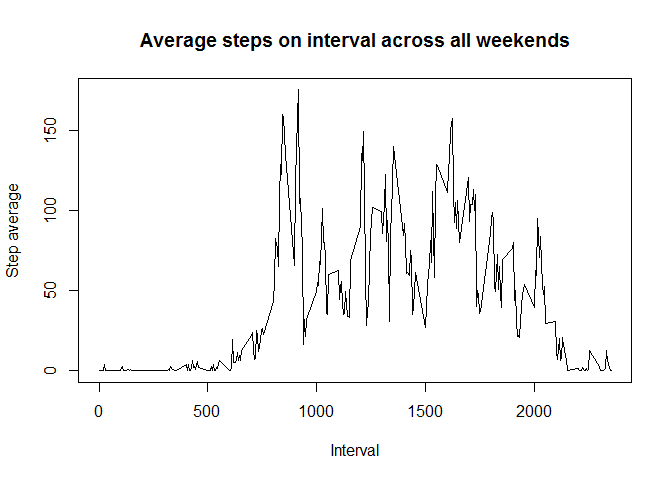 Average steps on interval across all weekends
Step average
150
100
50
0
0 500 1000 1500 2000
Interval